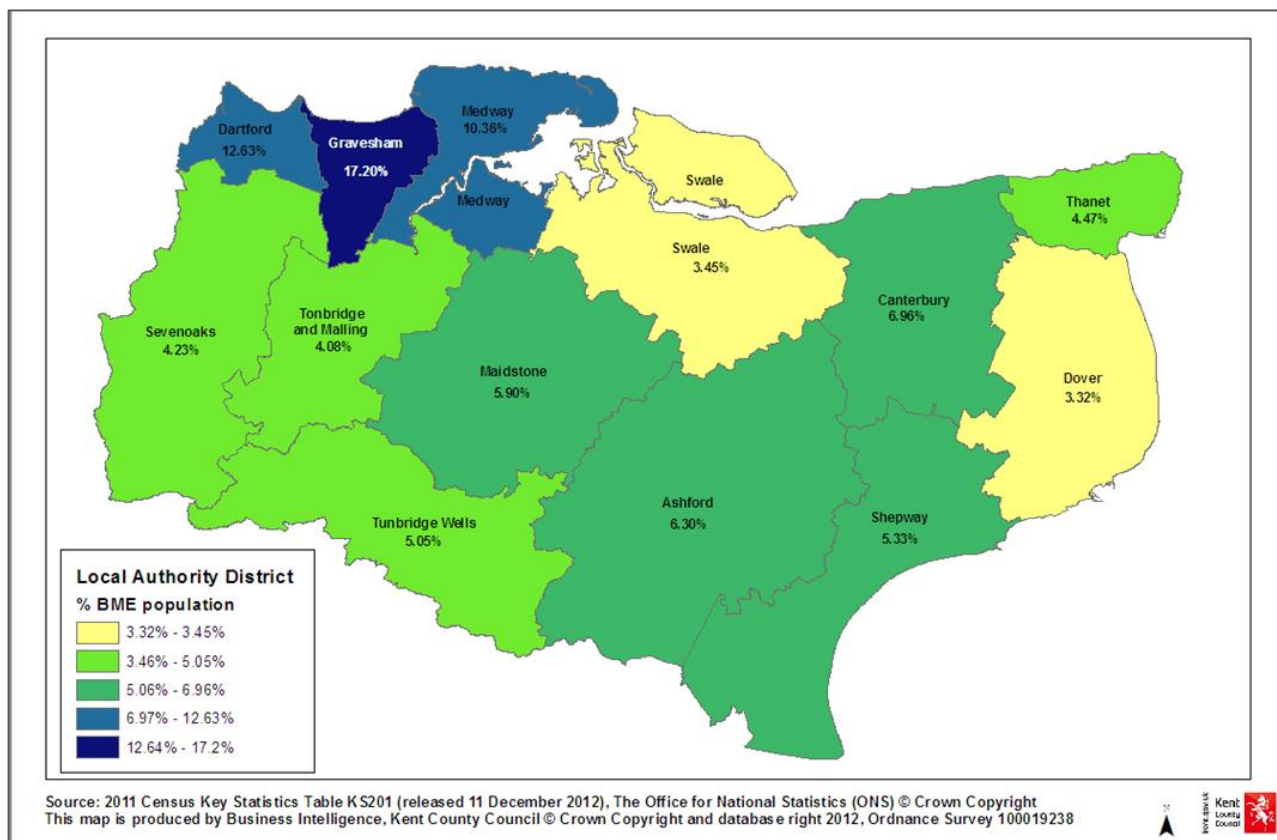 Medway
10.36%
Dartford
12.63%
Gravesham
17.20%
Medway
Swale
Thanet
4.47%
Swale
3.45%
Canterbury
6.96%
Sevenoaks
4.23%
Tonbridge
and Malling
4.08%
Maidstone
5.90%
Dover
3.32%
Ashford
6.30%
Shepway
5.33%
Tunbridge Wells
5.05%
Local Authority District
% BME population
3.32% - 3.45%
3.46% - 5.05%
5.06% - 6.96%
6.97% - 12.63%
12.64% - 17.2%
Source: 2011 Census Key Statistics Table KS201 (released 11 December 2012), The Office for National Statistics (ONS) © Crown Copyright
This map is produced by Business Intelligence, Kent County Council © Crown Copyright and database right 2012, Ordnance Survey 100019238
Kent
County
Council